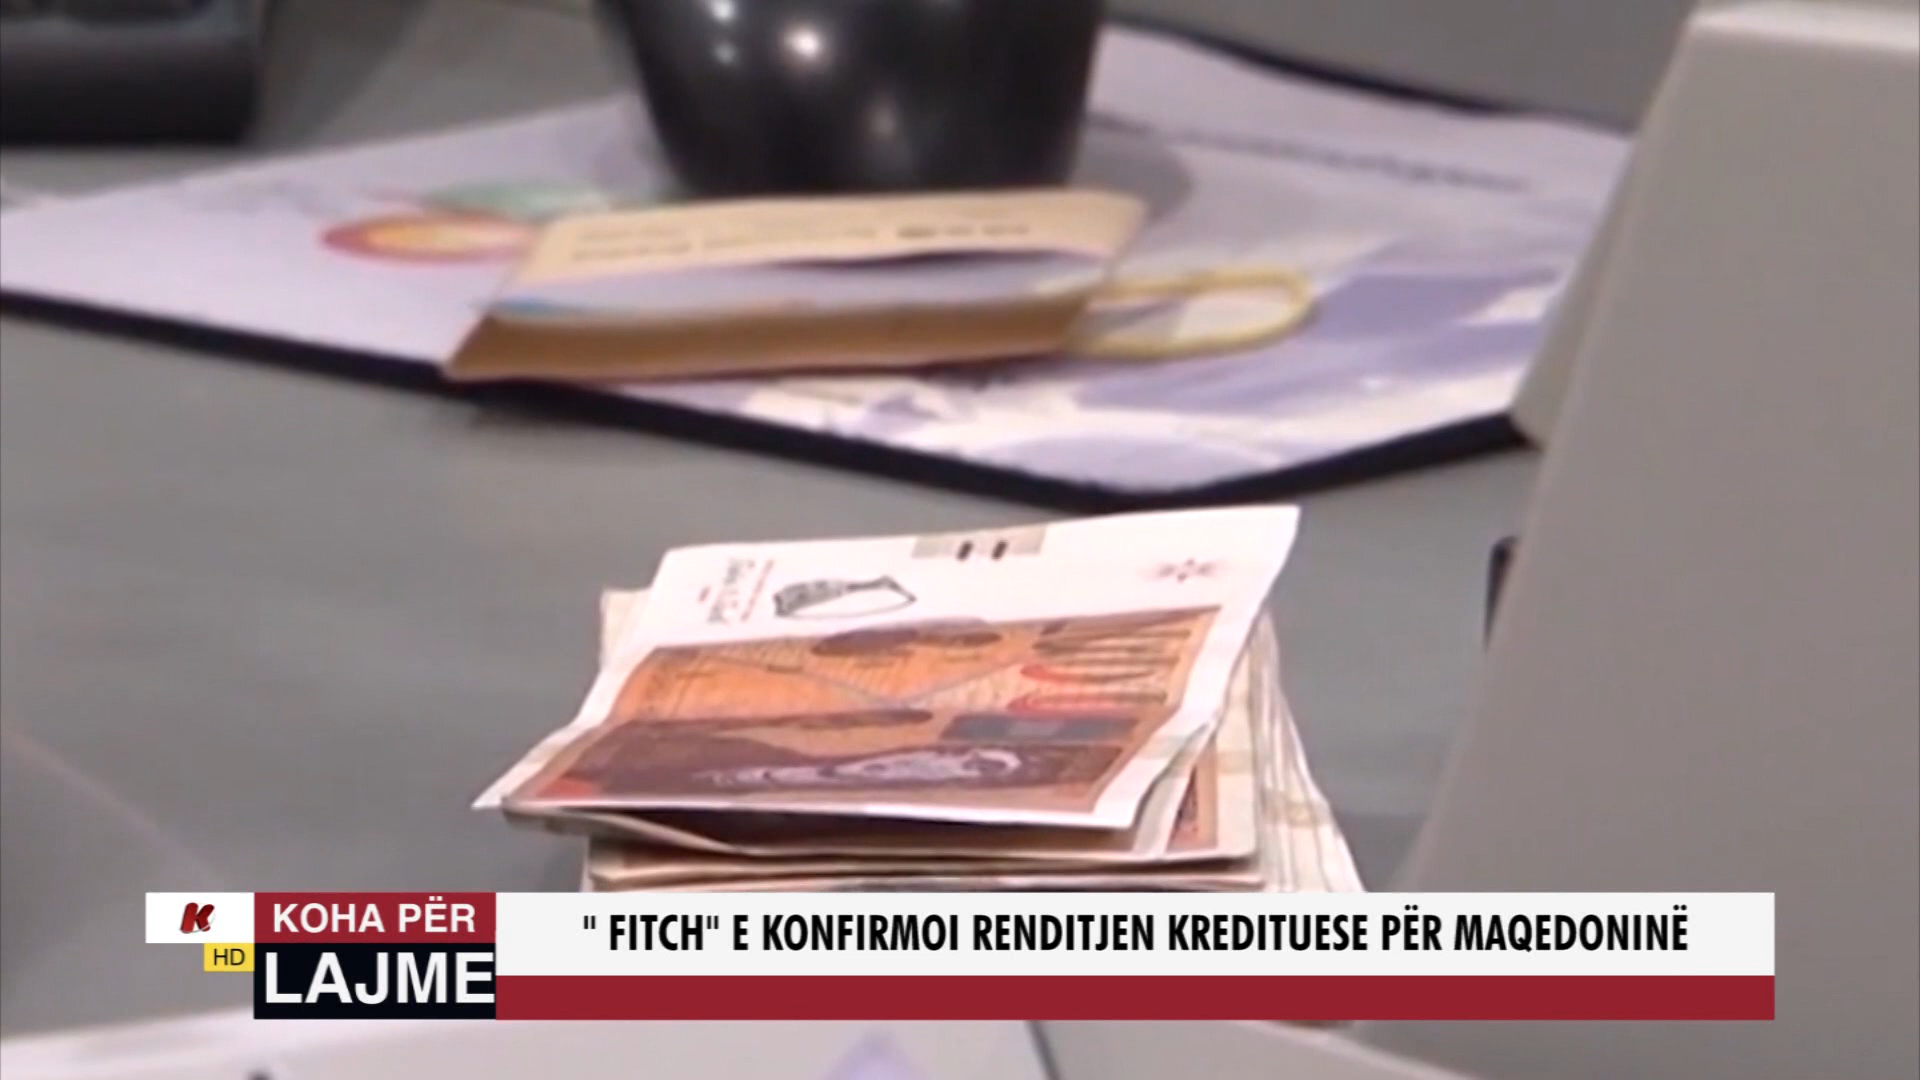 KOHA PËR
HD
LAJME
" FITCH" E KONFIRMOI RENDITJEN KREDITUESE PËR MAQEDONINË